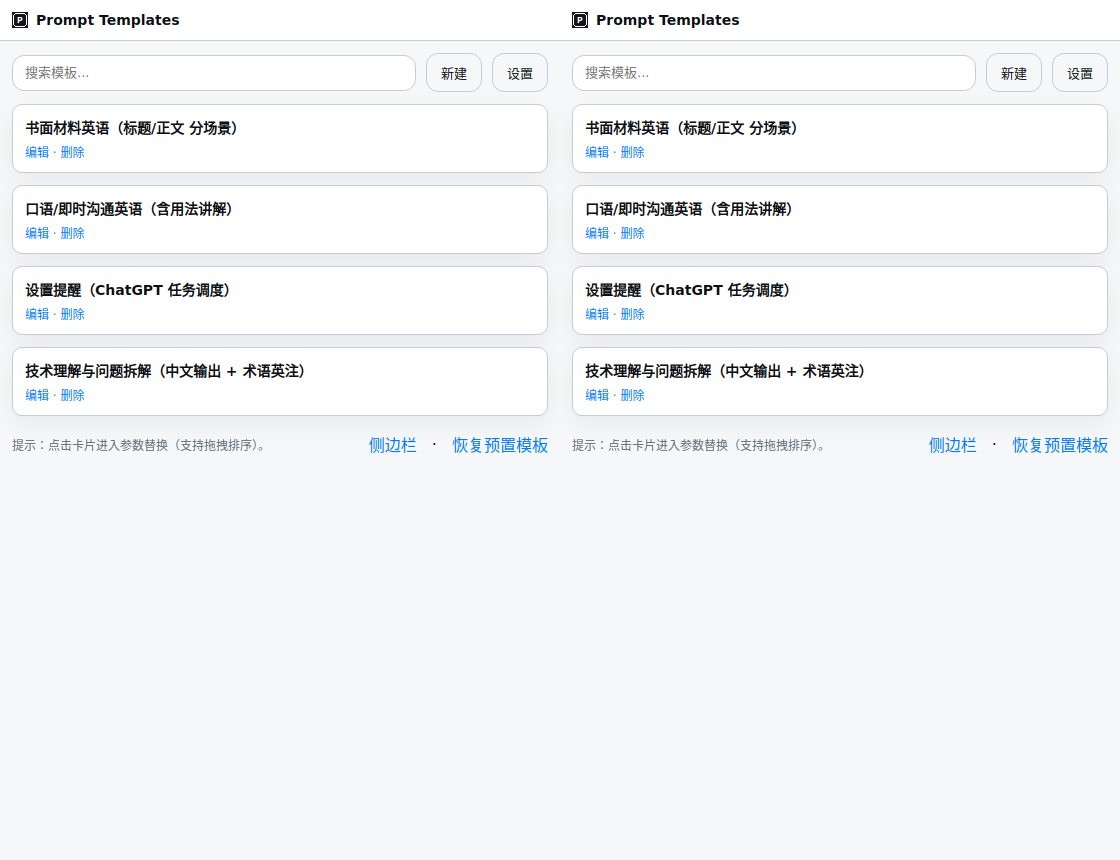 P Prompt Templates
搜索模板...
新建
设置
书面材料英语（标题/正文 分场景）
编辑 · 删除
口语/即时沟通英语（含用法讲解）
编辑 · 删除
设置提醒（ChatGPT 任务调度）
编辑 · 删除
技术理解与问题拆解（中文输出 + 术语英注）
编辑 · 删除
提示：点击卡片进入参数替换（支持拖拽排序）。
侧边栏 · 恢复预置模板
P Prompt Templates
搜索模板...
新建
设置
书面材料英语（标题/正文 分场景）
编辑 · 删除
口语/即时沟通英语（含用法讲解）
编辑 · 删除
设置提醒（ChatGPT 任务调度）
编辑 · 删除
技术理解与问题拆解（中文输出 + 术语英注）
编辑 · 删除
提示：点击卡片进入参数替换（支持拖拽排序）。
侧边栏 · 恢复预置模板